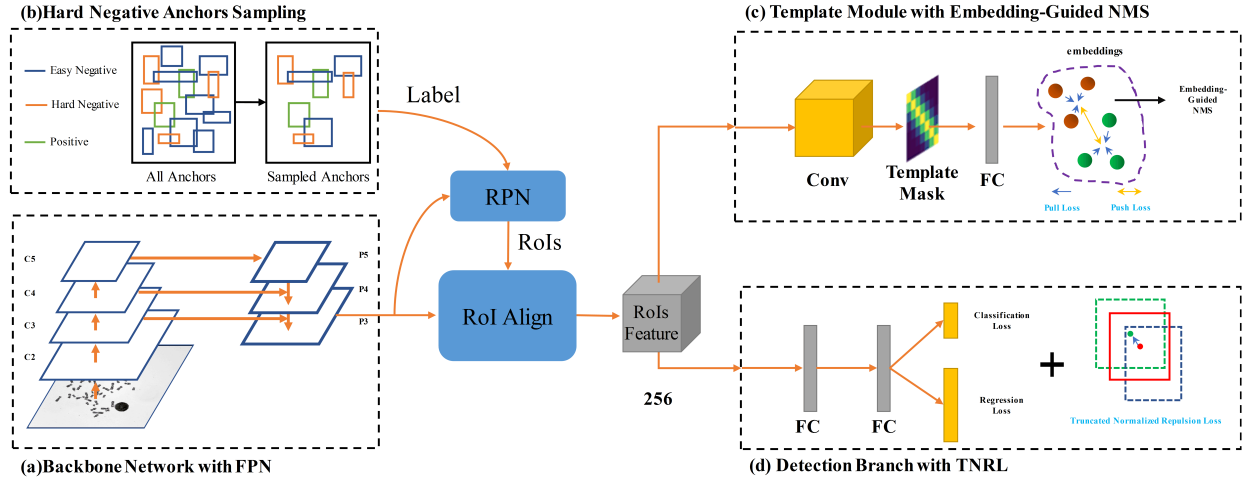 (b)Hard Negative Anchors Sampling
Easy Negative
Hard Negative
Positive
All Anchors
Sampled Anchors
Label
RPN
RoIs
RoI Align
C5
C4
C3
C2
P5
P4
P3
(a)Backbone Network with FPN
RoIs
Feature
256
(c) Template Module with Embedding-Guided NMS
Conv
Template
Mask
FC
embeddings
Embedding-
Guided
NMS
Pull Loss
Push Loss
FC
FC
Classification
Loss
Regression
Loss
+
Truncated Normalized Repulsion Loss
(d) Detection Branch with TNRL